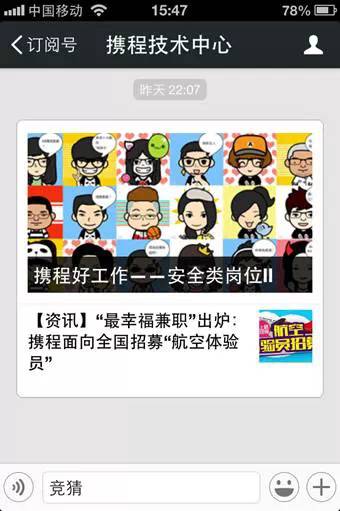 中国移动
15:47
78%
订阅号
携程技术中心
昨天 22:07
携程好工作——安全类岗位II
【资讯】“最幸福兼职”出炉：
携程面向全国招募“航空体验
员”
航空
验员招募
竞猜